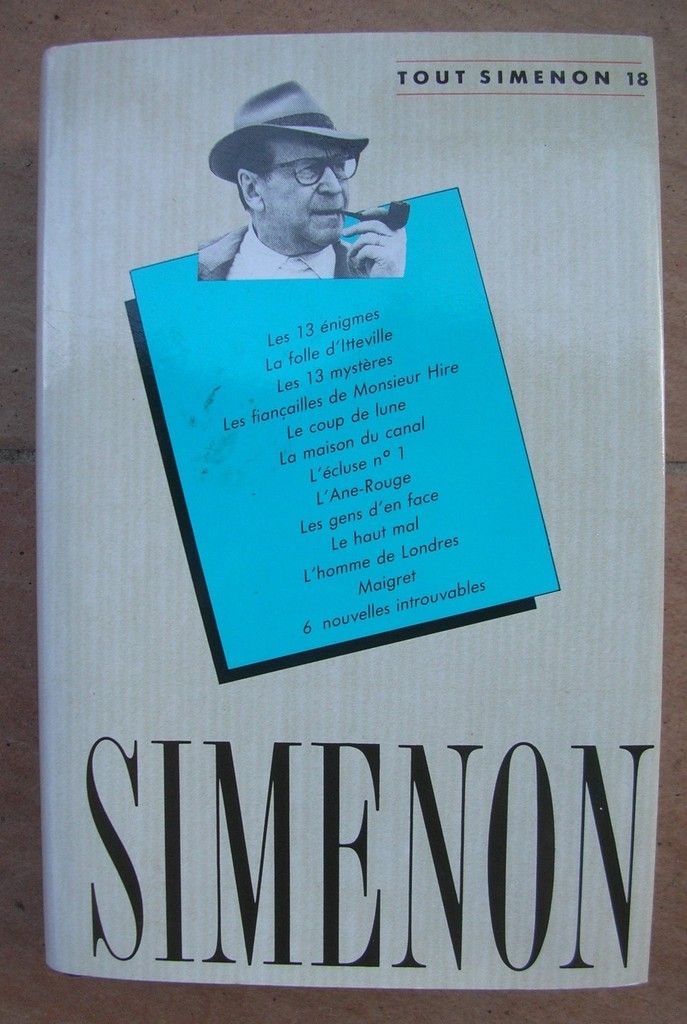 TOUT SIMENON 18
Les 13 énigmes
La folle d'Itteville
Les 13 mystères
Les fiançailles de Monsieur Hire
Le coup de lune
La maison du canal
L'écluse nº 1
L'Ane-Rouge
Les gens d'en face
Le haut mal
L'homme de Londres
Maigret
6 nouvelles introuvables
SIMENON